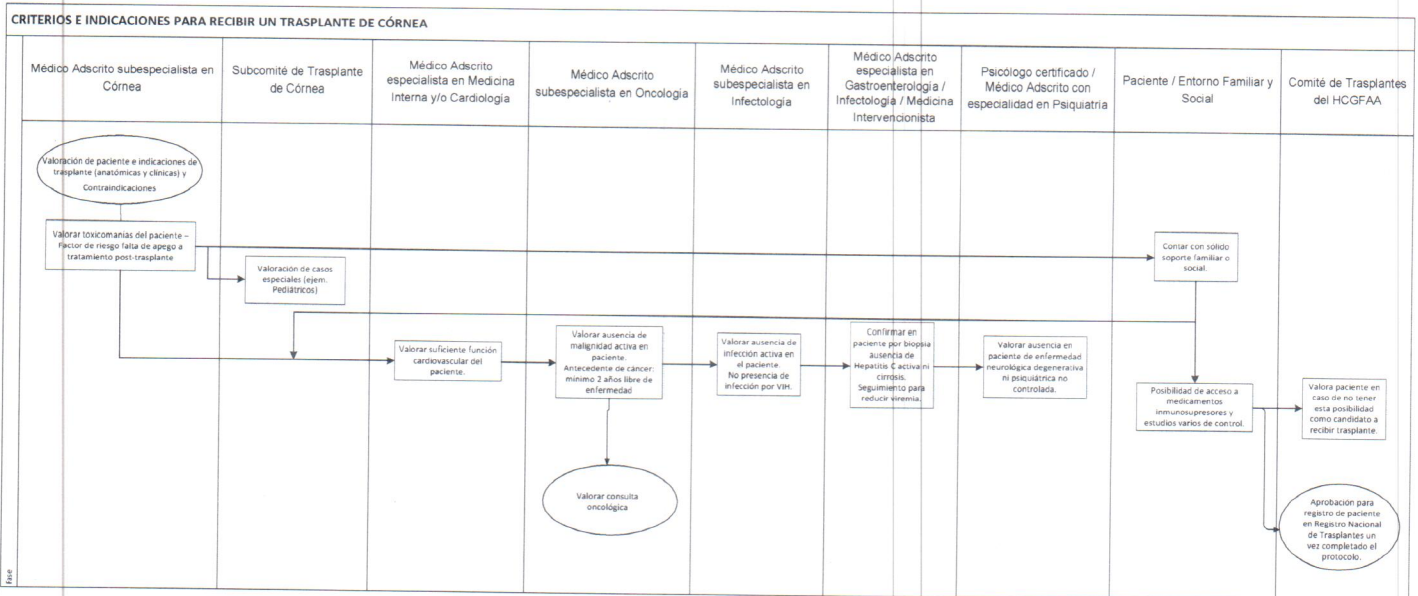 CRITERIOS E INDICACIONES PARA RECIBIR UN TRASPLANTE DE CÓRNEA
Médico Adscrito subespecialista en
Córnea
Subcomité de Trasplante
de Córnea
Médico Adscrito
especialista en Medicina
Interna y/o Cardiología
Médico Adscrito
subespecialista en Oncología
Médico Adscrito
subespecialista en
Infectología
Médico Adscrito
especialista en
Gastroenterología /
Infectología / Medicina
Intervencionista
Psicólogo certificado /
Médico Adscrito con
especialidad en Psiquiatria
Paciente / Entorno Familiar y
Social
Comité de Trasplantes
del HCGFAA
Valoración de paciente e indicaciones de
trasplante (anatómicas y clínicas) y
Contraindicaciones
Valorar toxicomanías del paciente –
Factor de riesgo falta de apego a
tratamiento post-trasplante
Valoración de casos
especiales (ejem.
Pediátricos)
Contar con sólido
soporte familiar o
social.
Valorar suficiente función
cardiovascular del
paciente.
Valorar ausencia de
malignidad activa en
paciente.
Antecedente de cáncer:
mínimo 2 años libre de
enfermedad
Valorar ausencia de
infección activa en
el paciente.
No presencia de
infección por VIH.
Confirmar en
paciente por biopsia
ausencia de
Hepatitis C activa ni
cirrosis.
Seguimiento para
reducir viremia.
Valorar ausencia en
paciente de enfermedad
neurológica degenerativa
ni psiquiátrica no
controlada.
Posibilidad de acceso a
medicamentos
inmunosupresores y
estudios varios de control.
Valora paciente en
caso de no tener
esta posibilidad
como candidato a
recibir trasplante.
Valorar consulta
oncológica
Aprobación para
registro de paciente
en Registro Nacional
de Trasplantes un
vez completado el
protocolo.
Fase